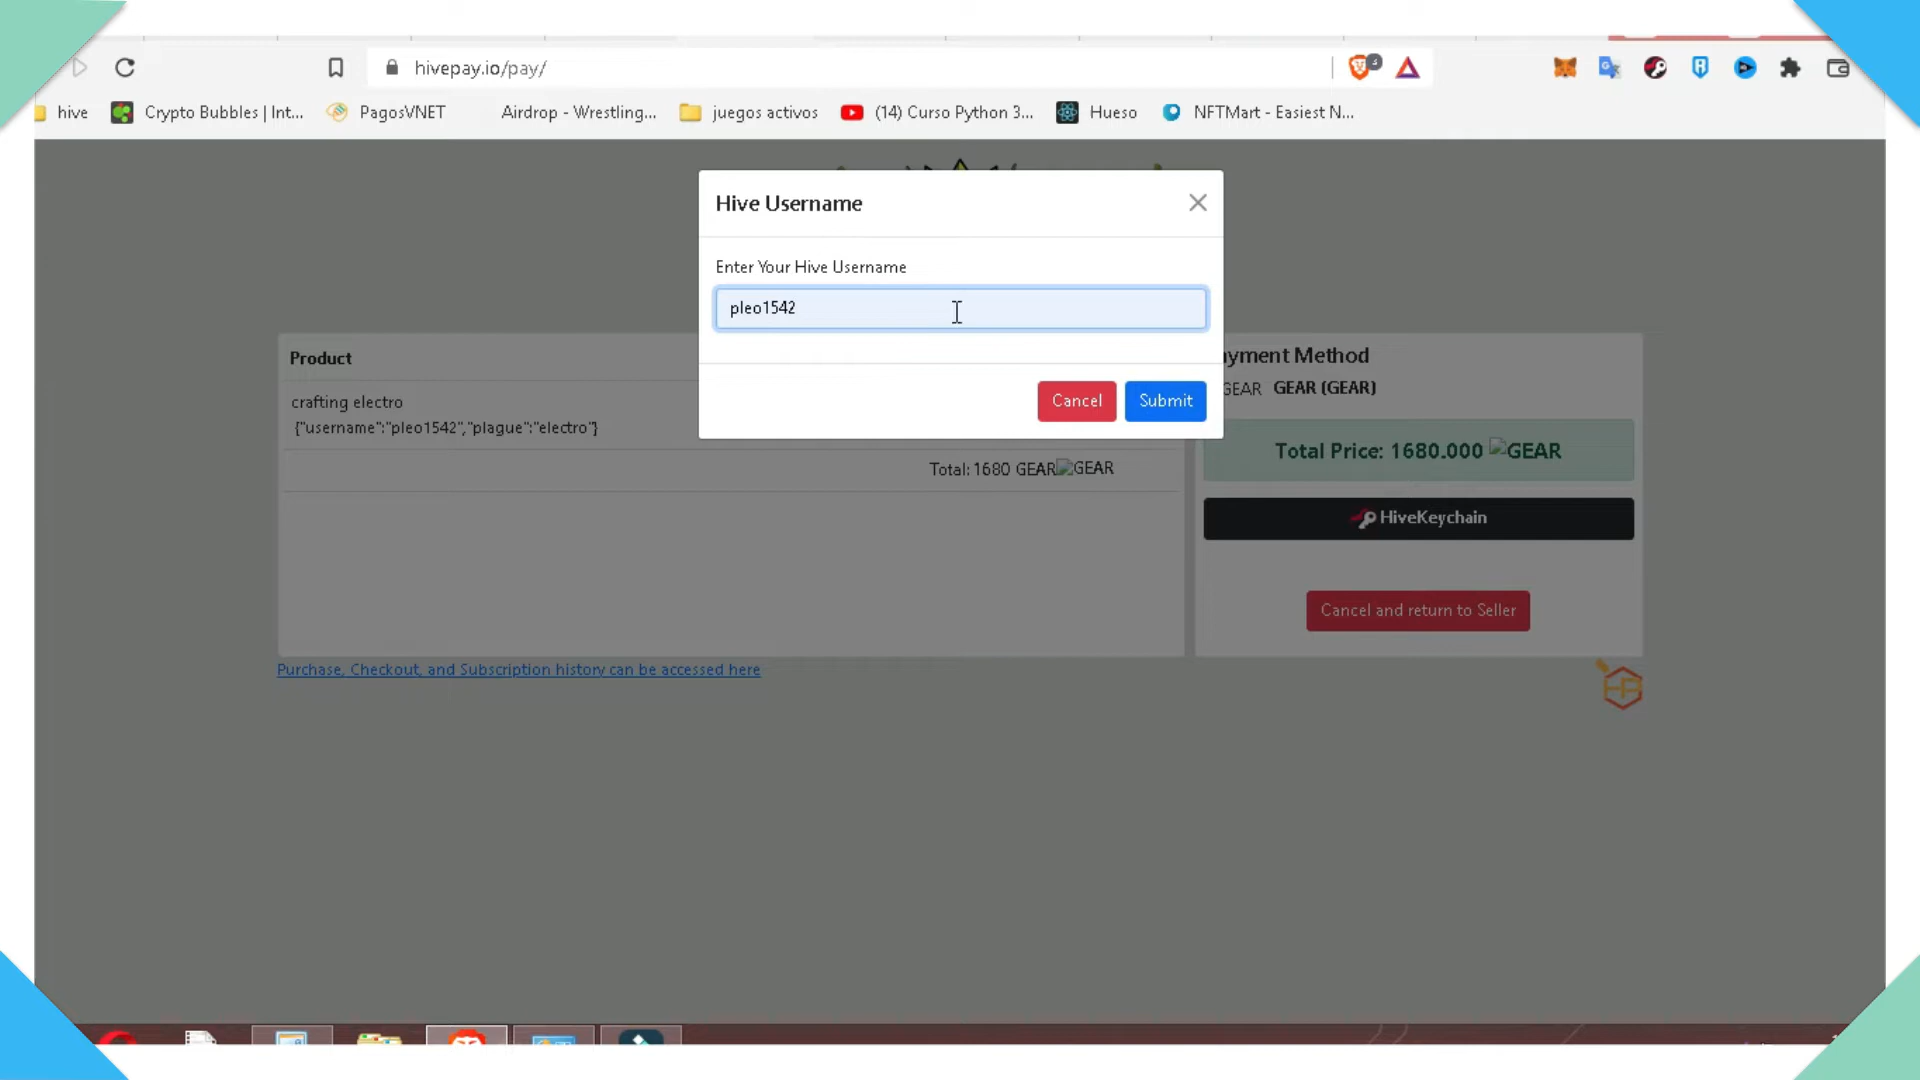 hivepay.io/pay/
3
hive
Crypto Bubbles | Int...
PagosVNET
Airdrop - Wrestling...
juegos activos
(14) Curso Python 3...
Hueso
NFTMart - Easiest N...
Hive Username
Enter Your Hive Username
pleo1542
Cancel
Submit
Product
crafting electro
{"username":"pleo1542","plague":"electro"}
Total: 1680 GEAR GEAR
yment Method
GEAR GEAR (GEAR)
Total Price: 1680.000 GEAR
HiveKeychain
Cancel and return to Seller
Purchase, Checkout, and Subscription history can be accessed here